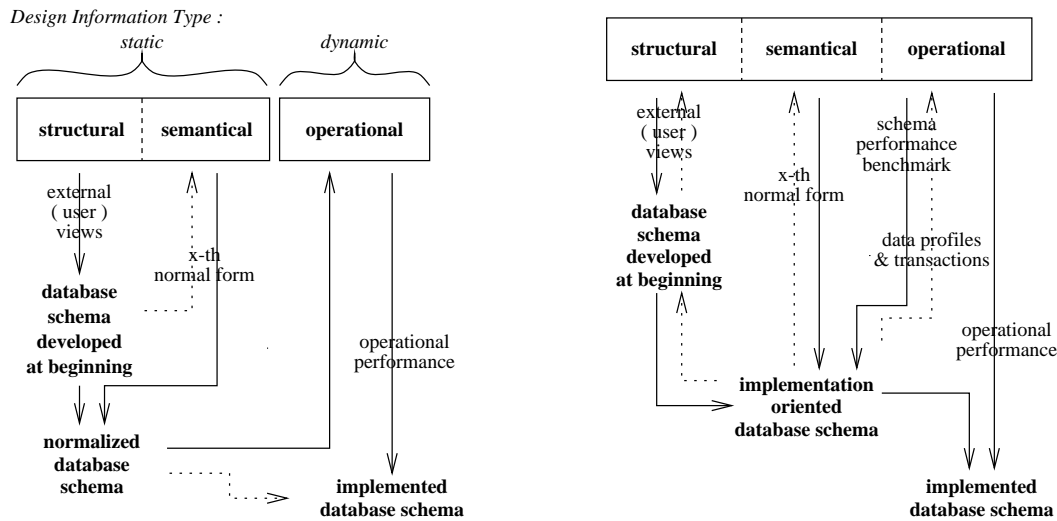 Design Information Type :
static
dynamic
structural
semantical
operational
external
( user )
views
x-th
normal form
database
schema
developed
at beginning
operational
performance
normalized
database
schema
implemented
database schema
structural
semantical
operational
external
( user )
views
schema
performance
benchmark
x-th
normal form
database
schema
developed
at beginning
data profiles
& transactions
operational
performance
implementation
oriented
database schema
implemented
database schema